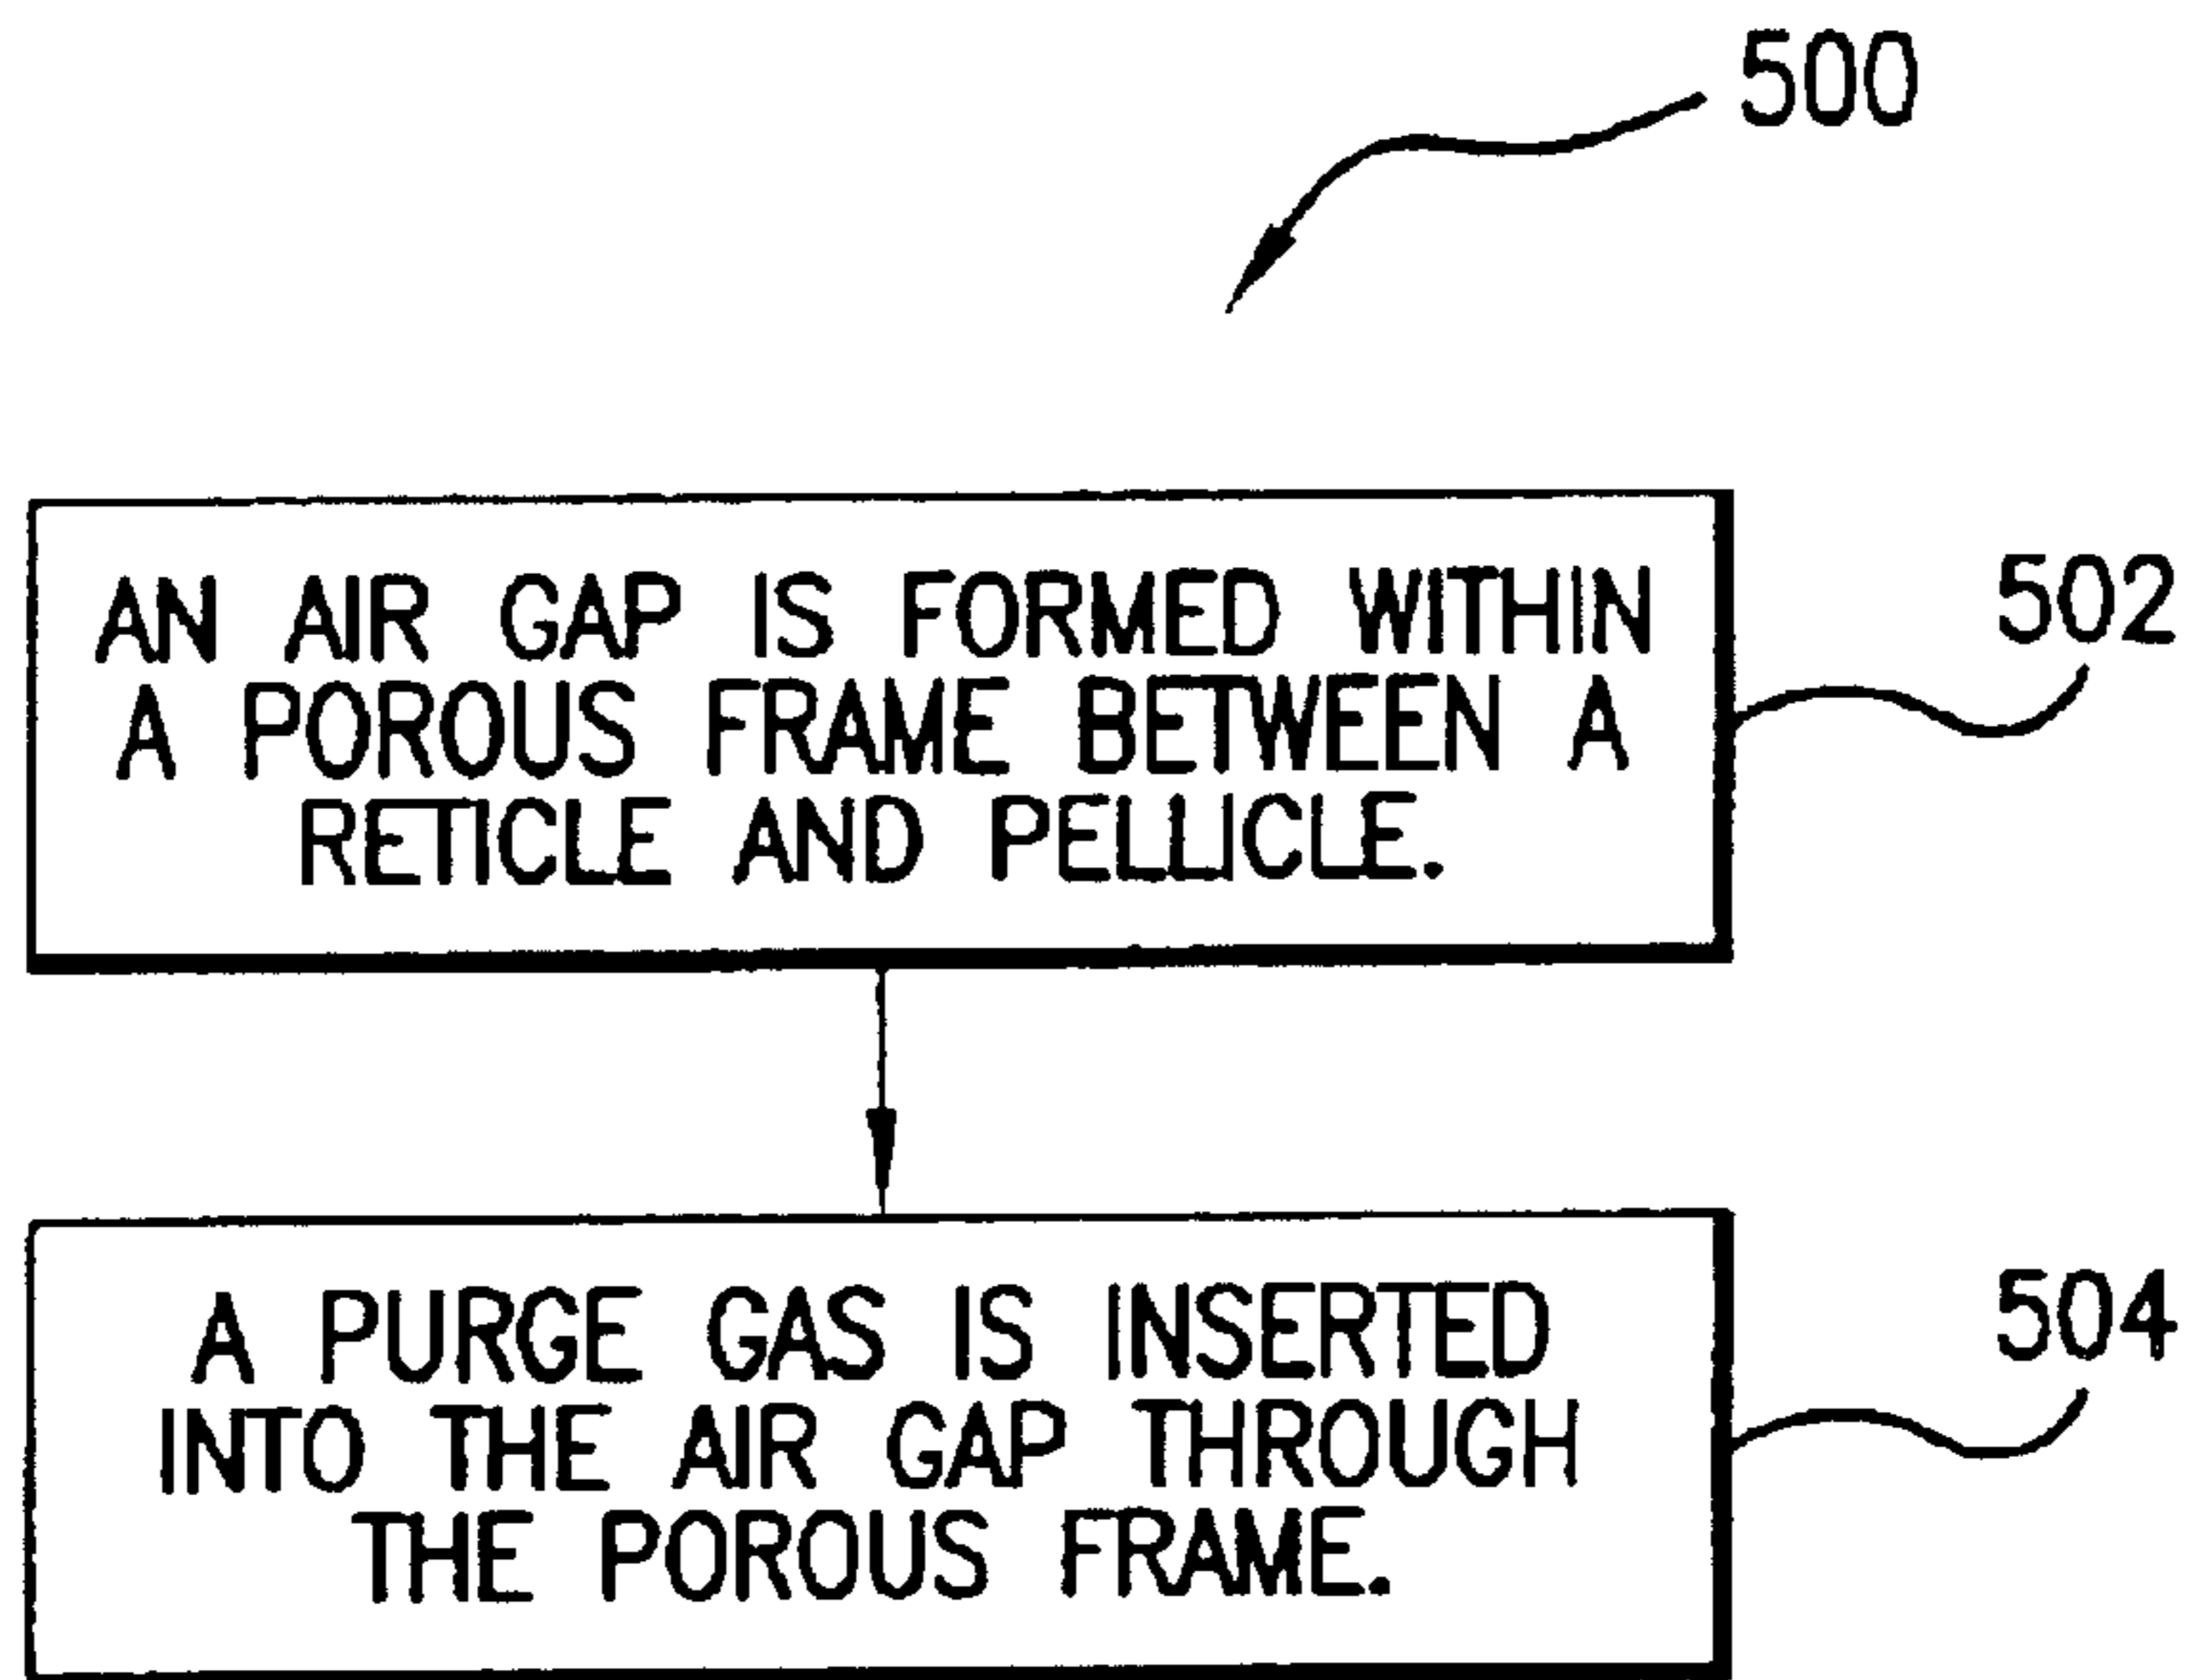 500
AN AIR GAP IS FORMED WITHIN
A POROUS FRAME BETWEEN A
RETICLE AND PELLICLE.
502
A PURGE GAS IS INSERTED
INTO THE AIR GAP THROUGH
THE POROUS FRAME.
504